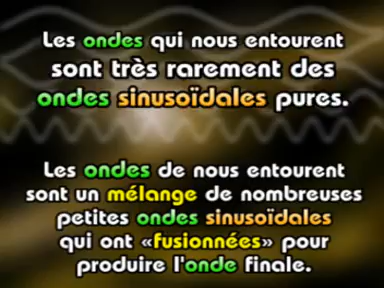 Les ondes qui nous entourent
sont très rarement des
ondes sinusoïdales pures.
Les ondes de nous entourent
sont un mélange de nombreuses
petites ondes sinusoïdales
qui ont «fusionnées» pour
produire l'onde finale.